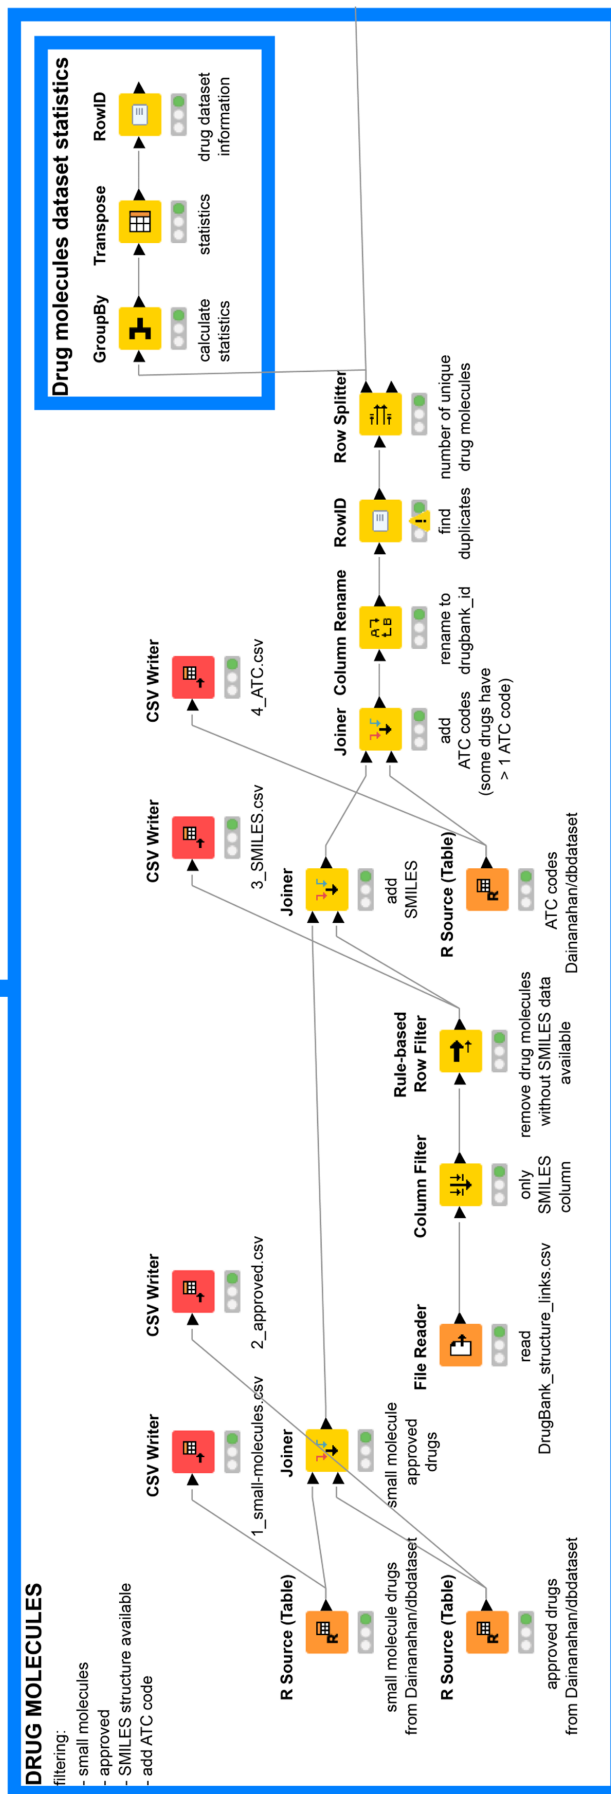 DRUG MOLECULES
filtering:
- small molecules
- approved
- SMILES structure available
- add ATC code
R Source (Table)
small molecule drugs
from Dainanahan/dbdataset
R Source (Table)
approved drugs
from Dainanahan/dbdataset
CSV Writer
1_small-molecules.csv
CSV Writer
2_approved.csv
Joiner
small molecule
approved
drugs
File Reader
read
DrugBank_structure_links.csv
Column Filter
only
SMILES
column
Rule-based
Row Filter
remove drug molecules
without SMILES data
available
CSV Writer
3_SMILES.csv
Joiner
add
SMILES
R Source (Table)
ATC codes
Dainanahan/dbdataset
CSV Writer
4_ATC.csv
Joiner
add
ATC codes
(some drugs have
> 1 ATC code)
Column Rename
rename to
drugbank_id
RowID
find
duplicates
Row Splitter
number of unique
drug molecules
Drug molecules dataset statistics
GroupBy
calculate
statistics
Transpose
statistics
RowID
drug dataset
information